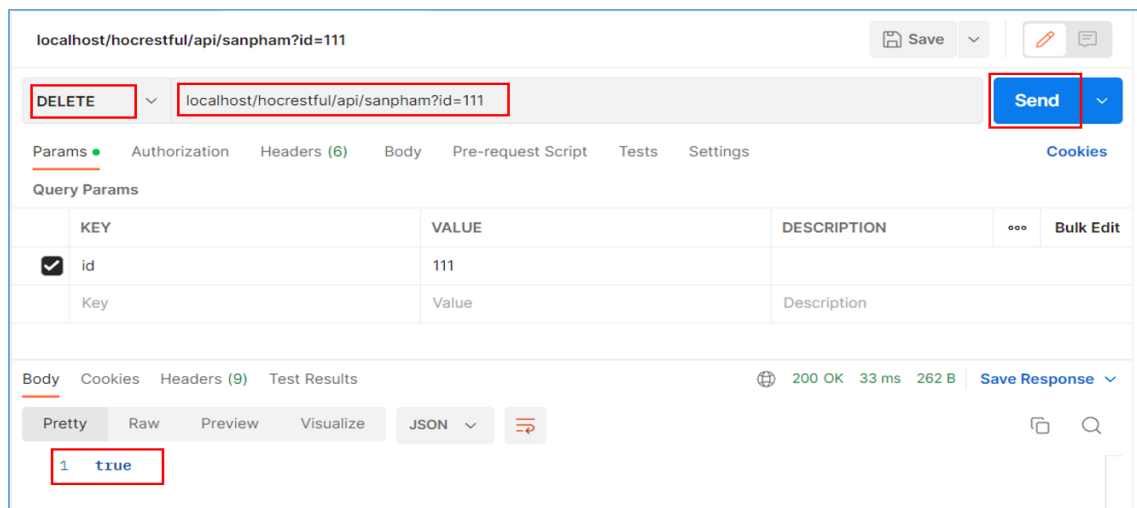 localhost/hocrestful/api/sanpham?id=111 Save
DELETE localhost/hocrestful/api/sanpham?id=111 Send
Params Authorization Headers (6) Body Pre-request Script Tests Settings Cookies
Query Params
KEY VALUE DESCRIPTION ooo Bulk Edit
id 111
Key Value Description
Body Cookies Headers (9) Test Results 200 OK 33 ms 262 B Save Response
Pretty Raw Preview Visualize JSON
1 true